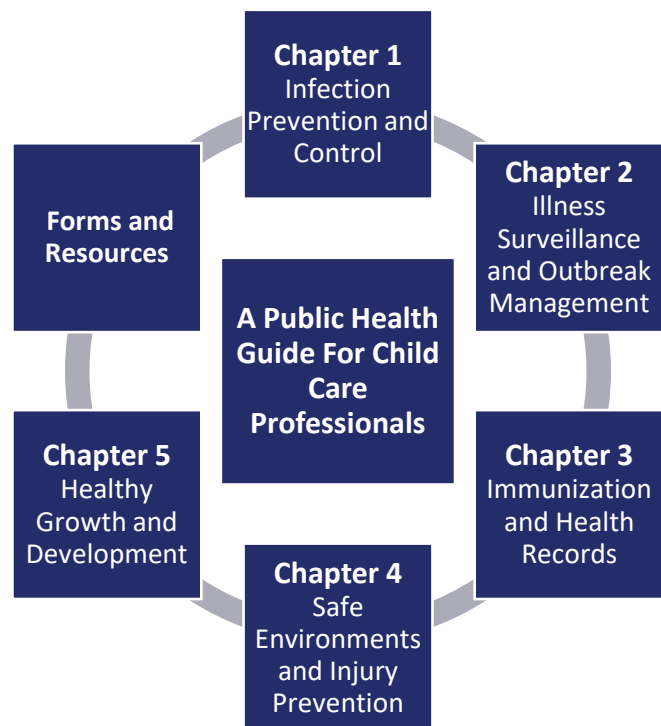 Chapter 1
Infection
Prevention and
Control
Chapter 2
Illness
Surveillance
and Outbreak
Management
Chapter 3
Immunization
and Health
Records
Chapter 4
Safe
Environments
and Injury
Prevention
Chapter 5
Healthy
Growth and
Development
Forms and
Resources
A Public Health
Guide For Child
Care
Professionals